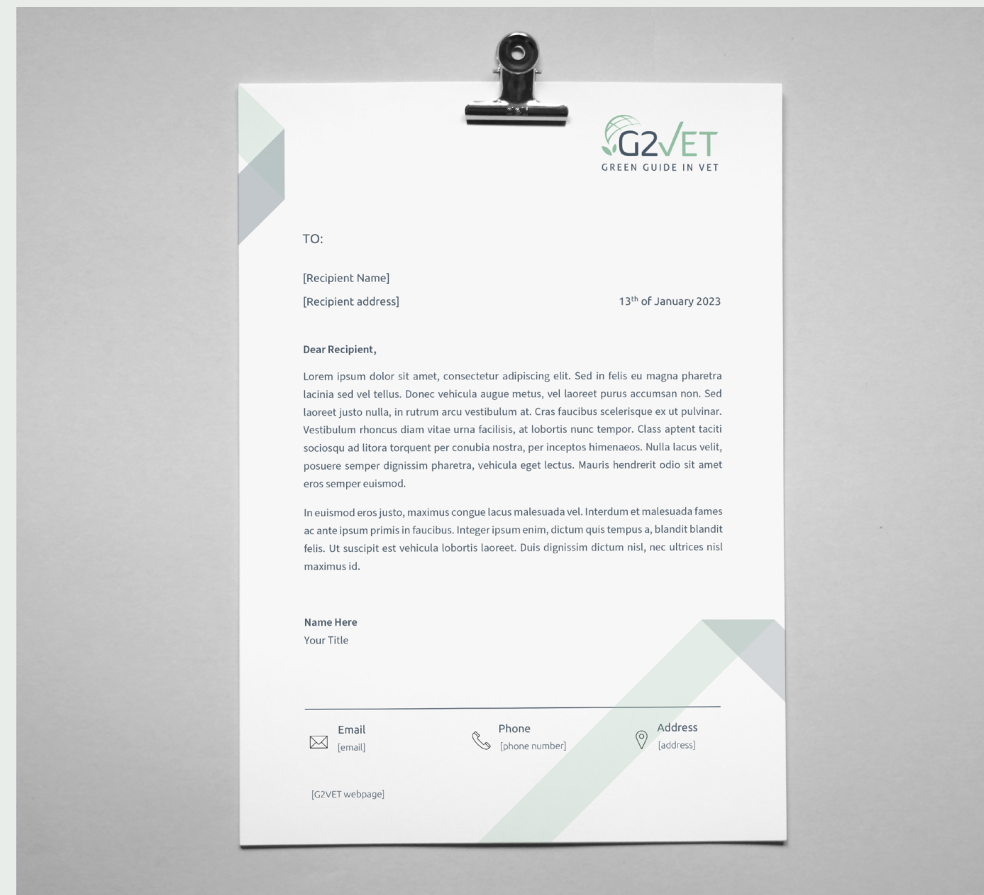 G2VET
GREEN GUIDE IN VET
TO:
[Recipient Name]
[Recipient address]
13th of January 2023
Dear Recipient,
Lorem ipsum dolor sit amet, consectetur adipiscing elit. Sed in felis eu magna pharetra
lacinia sed vel tellus. Donec vehicula augue metus, vel laoreet purus accumsan non. Sed
laoreet justo nulla, in rutrum arcu vestibulum at. Cras faucibus scelerisque ex ut pulvinar.
Vestibulum rhoncus diam vitae urna facilisis, at lobortis nunc tempor. Class aptent taciti
sociosqu ad litora torquent per conubia nostra, per inceptos himenaeos. Nulla lacus velit,
posuere semper dignissim pharetra, vehicula eget lectus. Mauris hendrerit odio sit amet
eros semper euismod.
In euismod eros justo, maximus congue lacus malesuada vel. Interdum et malesuada fames
ac ante ipsum primis in faucibus. Integer ipsum enim, dictum quis tempus a, blandit blandit
felis. Ut suscipit est vehicula lobortis laoreet. Duis dignissim dictum nisl, nec ultrices nisl
maximus id.
Name Here
Your Title
Email
[email]
Phone
[phone number]
Address
[address]
[G2VET webpage]